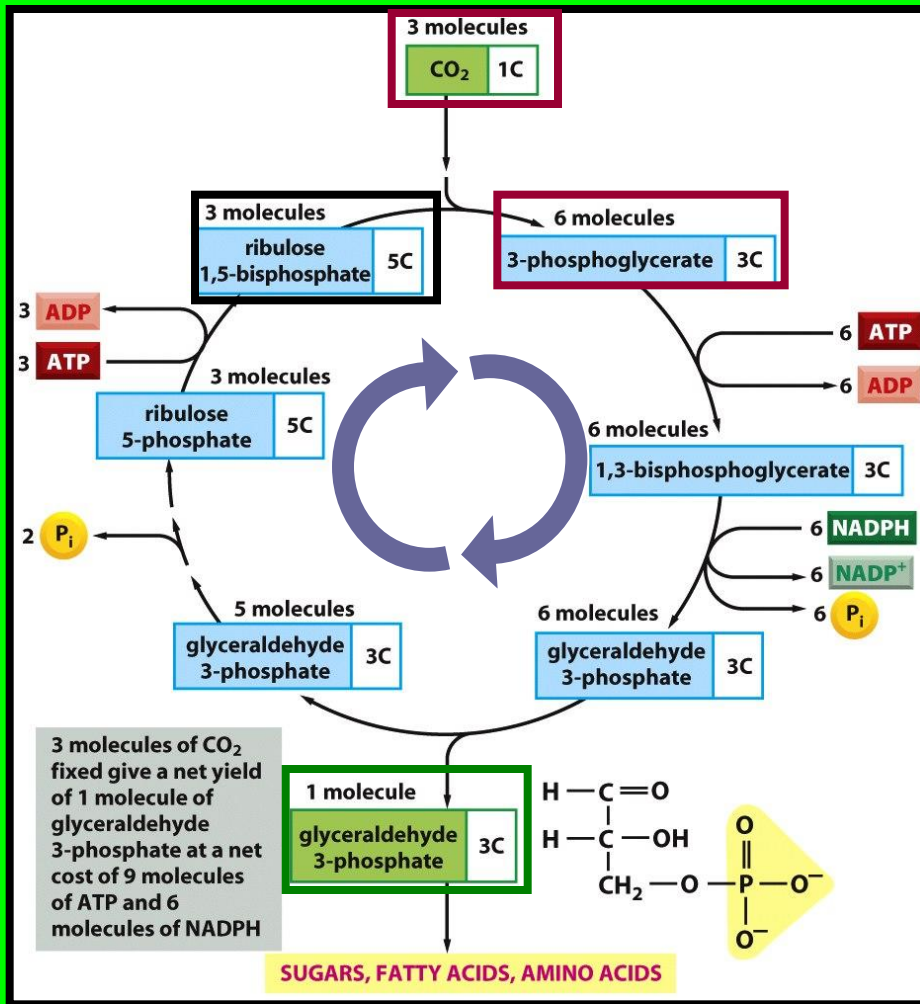 3 molecules
CO₂ 1C
3 molecules
ribulose
1,5-bisphosphate
5C
6 molecules
3-phosphoglycerate 3C
3 ADP
3 ATP
6 ATP
6 ADP
3 molecules
ribulose
5-phosphate
5C
6 molecules
1,3-bisphosphoglycerate 3C
6 NADPH
6 NADP⁺
6 Pᵢ
2 Pᵢ
5 molecules
glyceraldehyde
3-phosphate
3C
6 molecules
glyceraldehyde
3-phosphate
3C
3 molecules of CO₂
fixed give a net yield
of 1 molecule of
glyceraldehyde
3-phosphate at a net
cost of 9 molecules
of ATP and 6
molecules of NADPH
1 molecule
glyceraldehyde
3-phosphate
3C
H — C = O
H — C — OH
CH₂ — O — P — O⁻
O
O⁻
SUGARS, FATTY ACIDS, AMINO ACIDS